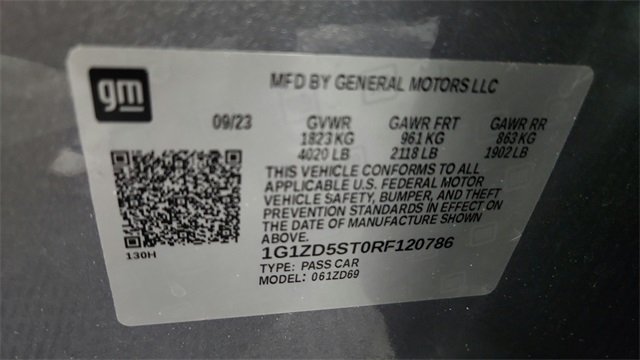 gm
MFD BY GENERAL MOTORS LLC
09/23 GVWR GAWR FRT GAWR RR
1823 KG 961 KG 863 KG
4020 LB 2118 LB 1902 LB
THIS VEHICLE CONFORMS TO ALL
APPLICABLE U.S. FEDERAL MOTOR
VEHICLE SAFETY, BUMPER, AND THEFT
PREVENTION STANDARDS IN EFFECT ON
THE DATE OF MANUFACTURE SHOWN
ABOVE.
130H
1G1ZD5ST0RF120786
TYPE: PASS CAR
MODEL: 061ZD69